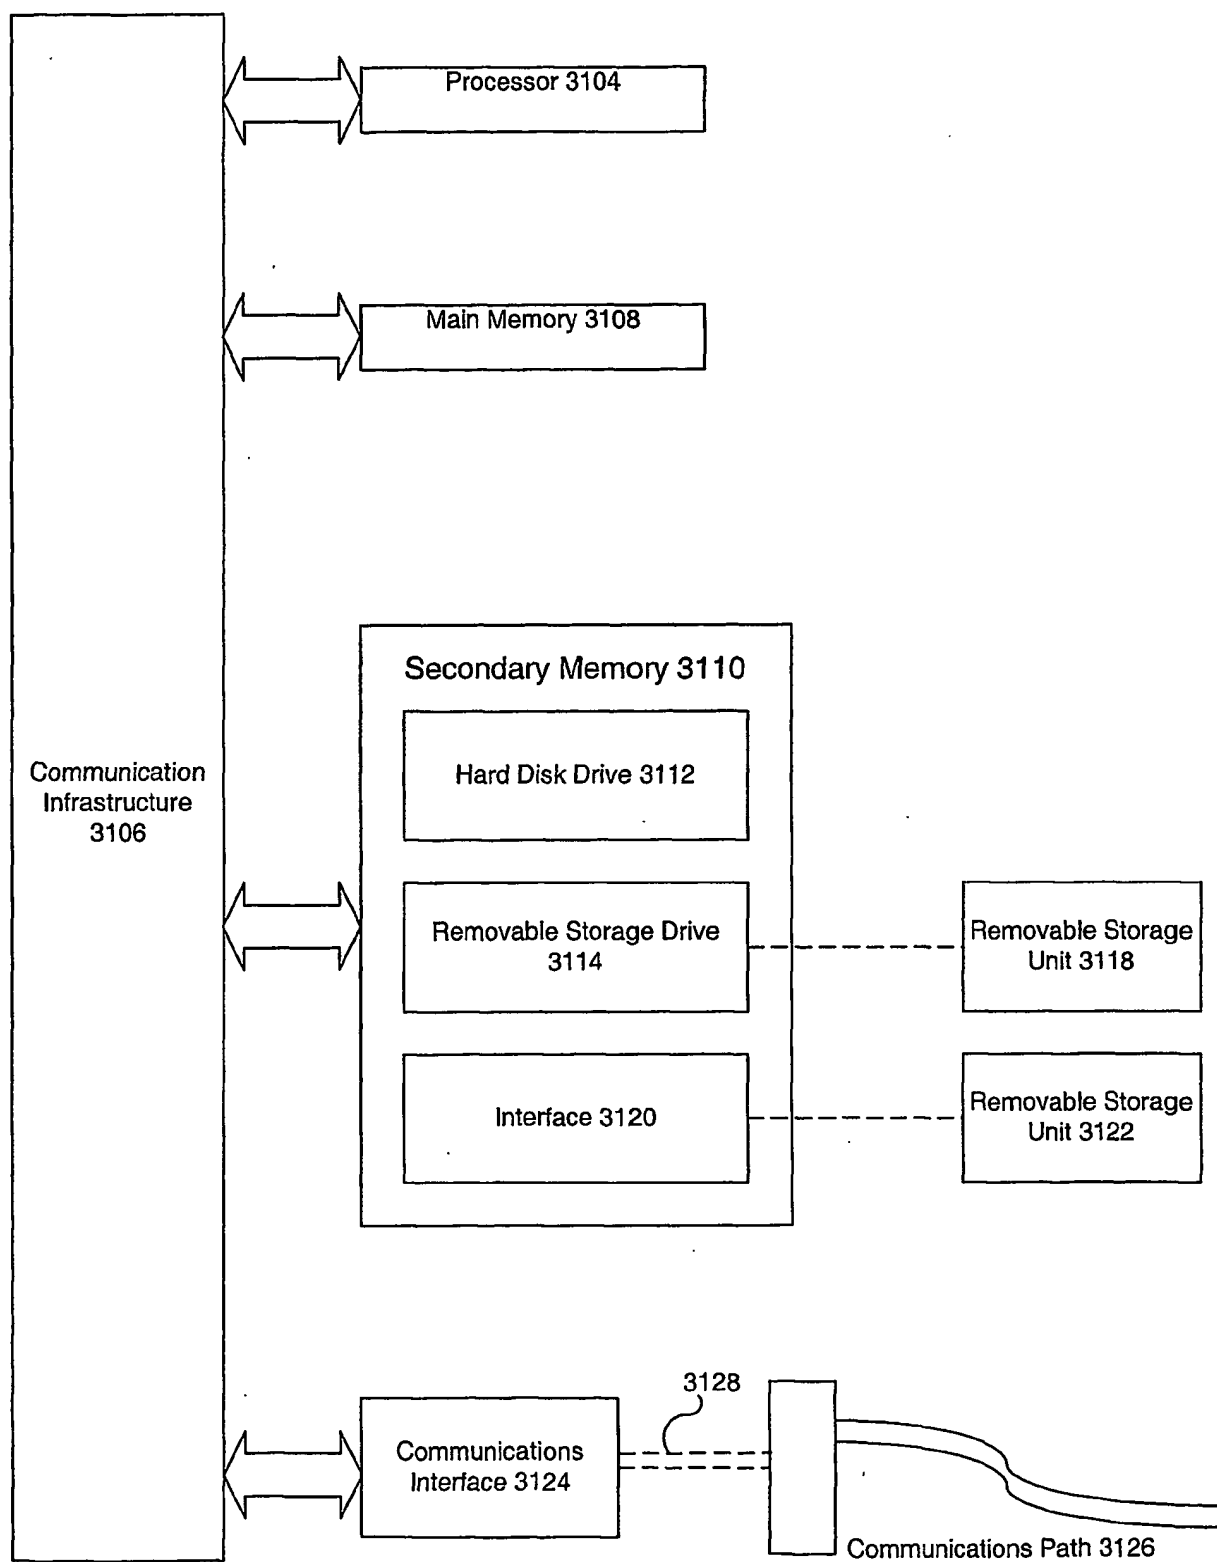 Processor 3104
Main Memory 3108
Secondary Memory 3110
Hard Disk Drive 3112
Communication
Infrastructure
3106
Removable Storage Drive
3114
Removable Storage
Unit 3118
Interface 3120
Removable Storage
Unit 3122
3128
Communications
Interface 3124
Communications Path 3126